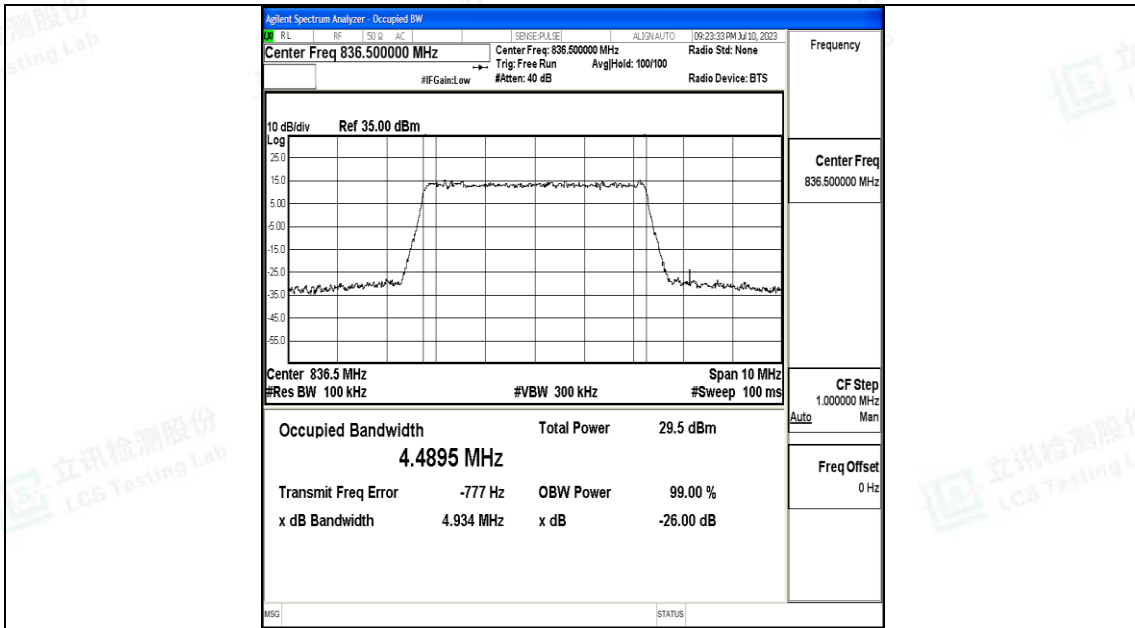 Agilent Spectrum Analyzer - Occupied BW
RL RF 50 Ω AC SENSE:PULSE ALIGN AUTO 09:23:33 PM Jul 10, 2023
Center Freq 836.500000 MHz
Center Freq: 836.500000 MHz
Radio Std: None
Trig: Free Run Avg|Hold: 100/100
#IFGain:Low
#Atten: 40 dB
Radio Device: BTS
10 dB/div Ref 35.00 dBm
Log
25.0
15.0
5.00
-5.00
-15.0
-25.0
-35.0
-45.0
-55.0
Center 836.5 MHz Span 10 MHz
#Res BW 100 kHz #VBW 300 kHz #Sweep 100 ms
Occupied Bandwidth Total Power 29.5 dBm
4.4895 MHz
Transmit Freq Error -777 Hz OBW Power 99.00 %
x dB Bandwidth 4.934 MHz x dB -26.00 dB
MSG STATUS
Frequency
Center Freq
836.500000 MHz
CF Step
1.000000 MHz
Auto Man
Freq Offset
0 Hz
立讯检测股份
LCS Testing Lab
立讯检测股份
LCS Testing L